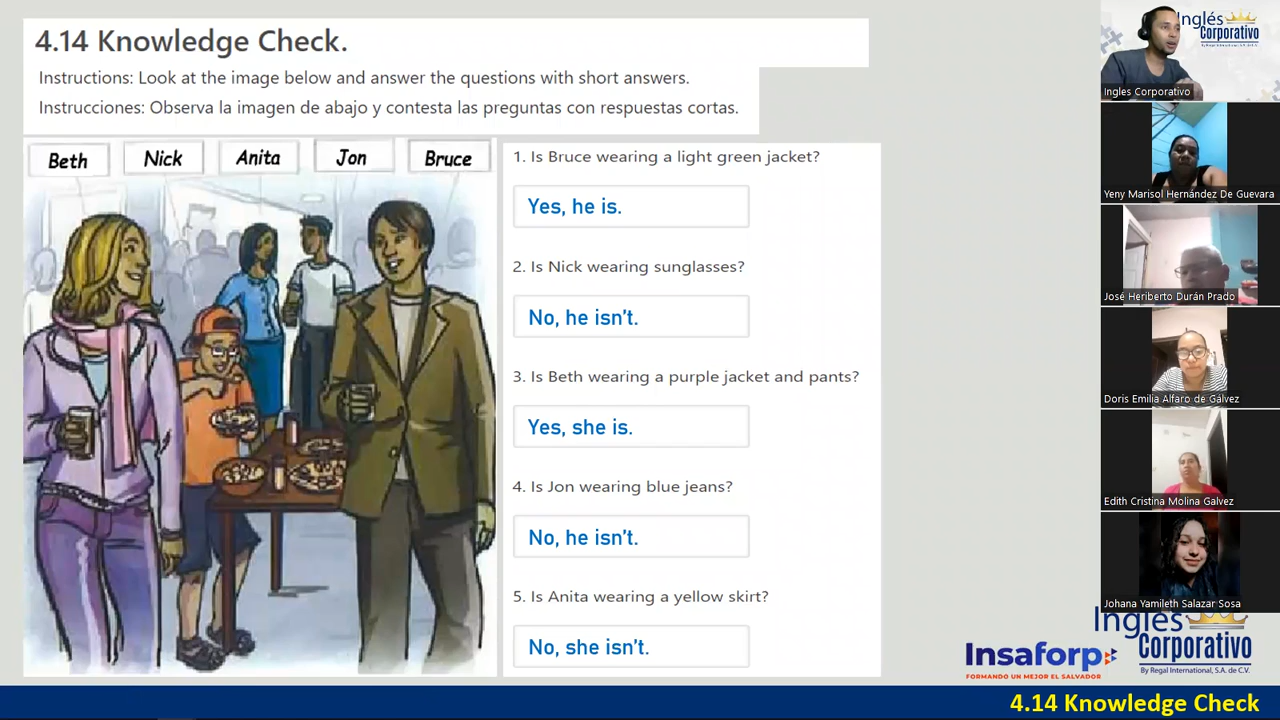 4.14 Knowledge Check.
Instructions: Look at the image below and answer the questions with short answers.
Instrucciones: Observa la imagen de abajo y contesta las preguntas con respuestas cortas.
Beth
Nick
Anita
Jon
Bruce
1. Is Bruce wearing a light green jacket?
Yes, he is.
2. Is Nick wearing sunglasses?
No, he isn't.
3. Is Beth wearing a purple jacket and pants?
Yes, she is.
4. Is Jon wearing blue jeans?
No, he isn't.
5. Is Anita wearing a yellow skirt?
No, she isn't.
Inglés
Corporativo
By Regal International, S.A. de C.V.
Ingles Corporativo
Yeny Marisol Hernández De Guevara
José Heriberto Durán Prado
Doris Emilia Alfaro de Gálvez
Edith Cristina Molina Galvez
Johana Yamileth Salazar Sosa
Insaforp
FORMANDO UN MEJOR EL SALVADOR
Inglés
Corporativo
By Regal International, S.A. de C.V.
4.14 Knowledge Check